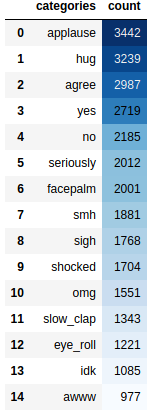 categories count
0 applause 3442
1 hug 3239
2 agree 2987
3 yes 2719
4 no 2185
5 seriously 2012
6 facepalm 2001
7 smh 1881
8 sigh 1768
9 shocked 1704
10 omg 1551
11 slow_clap 1343
12 eye_roll 1221
13 idk 1085
14 awww 977